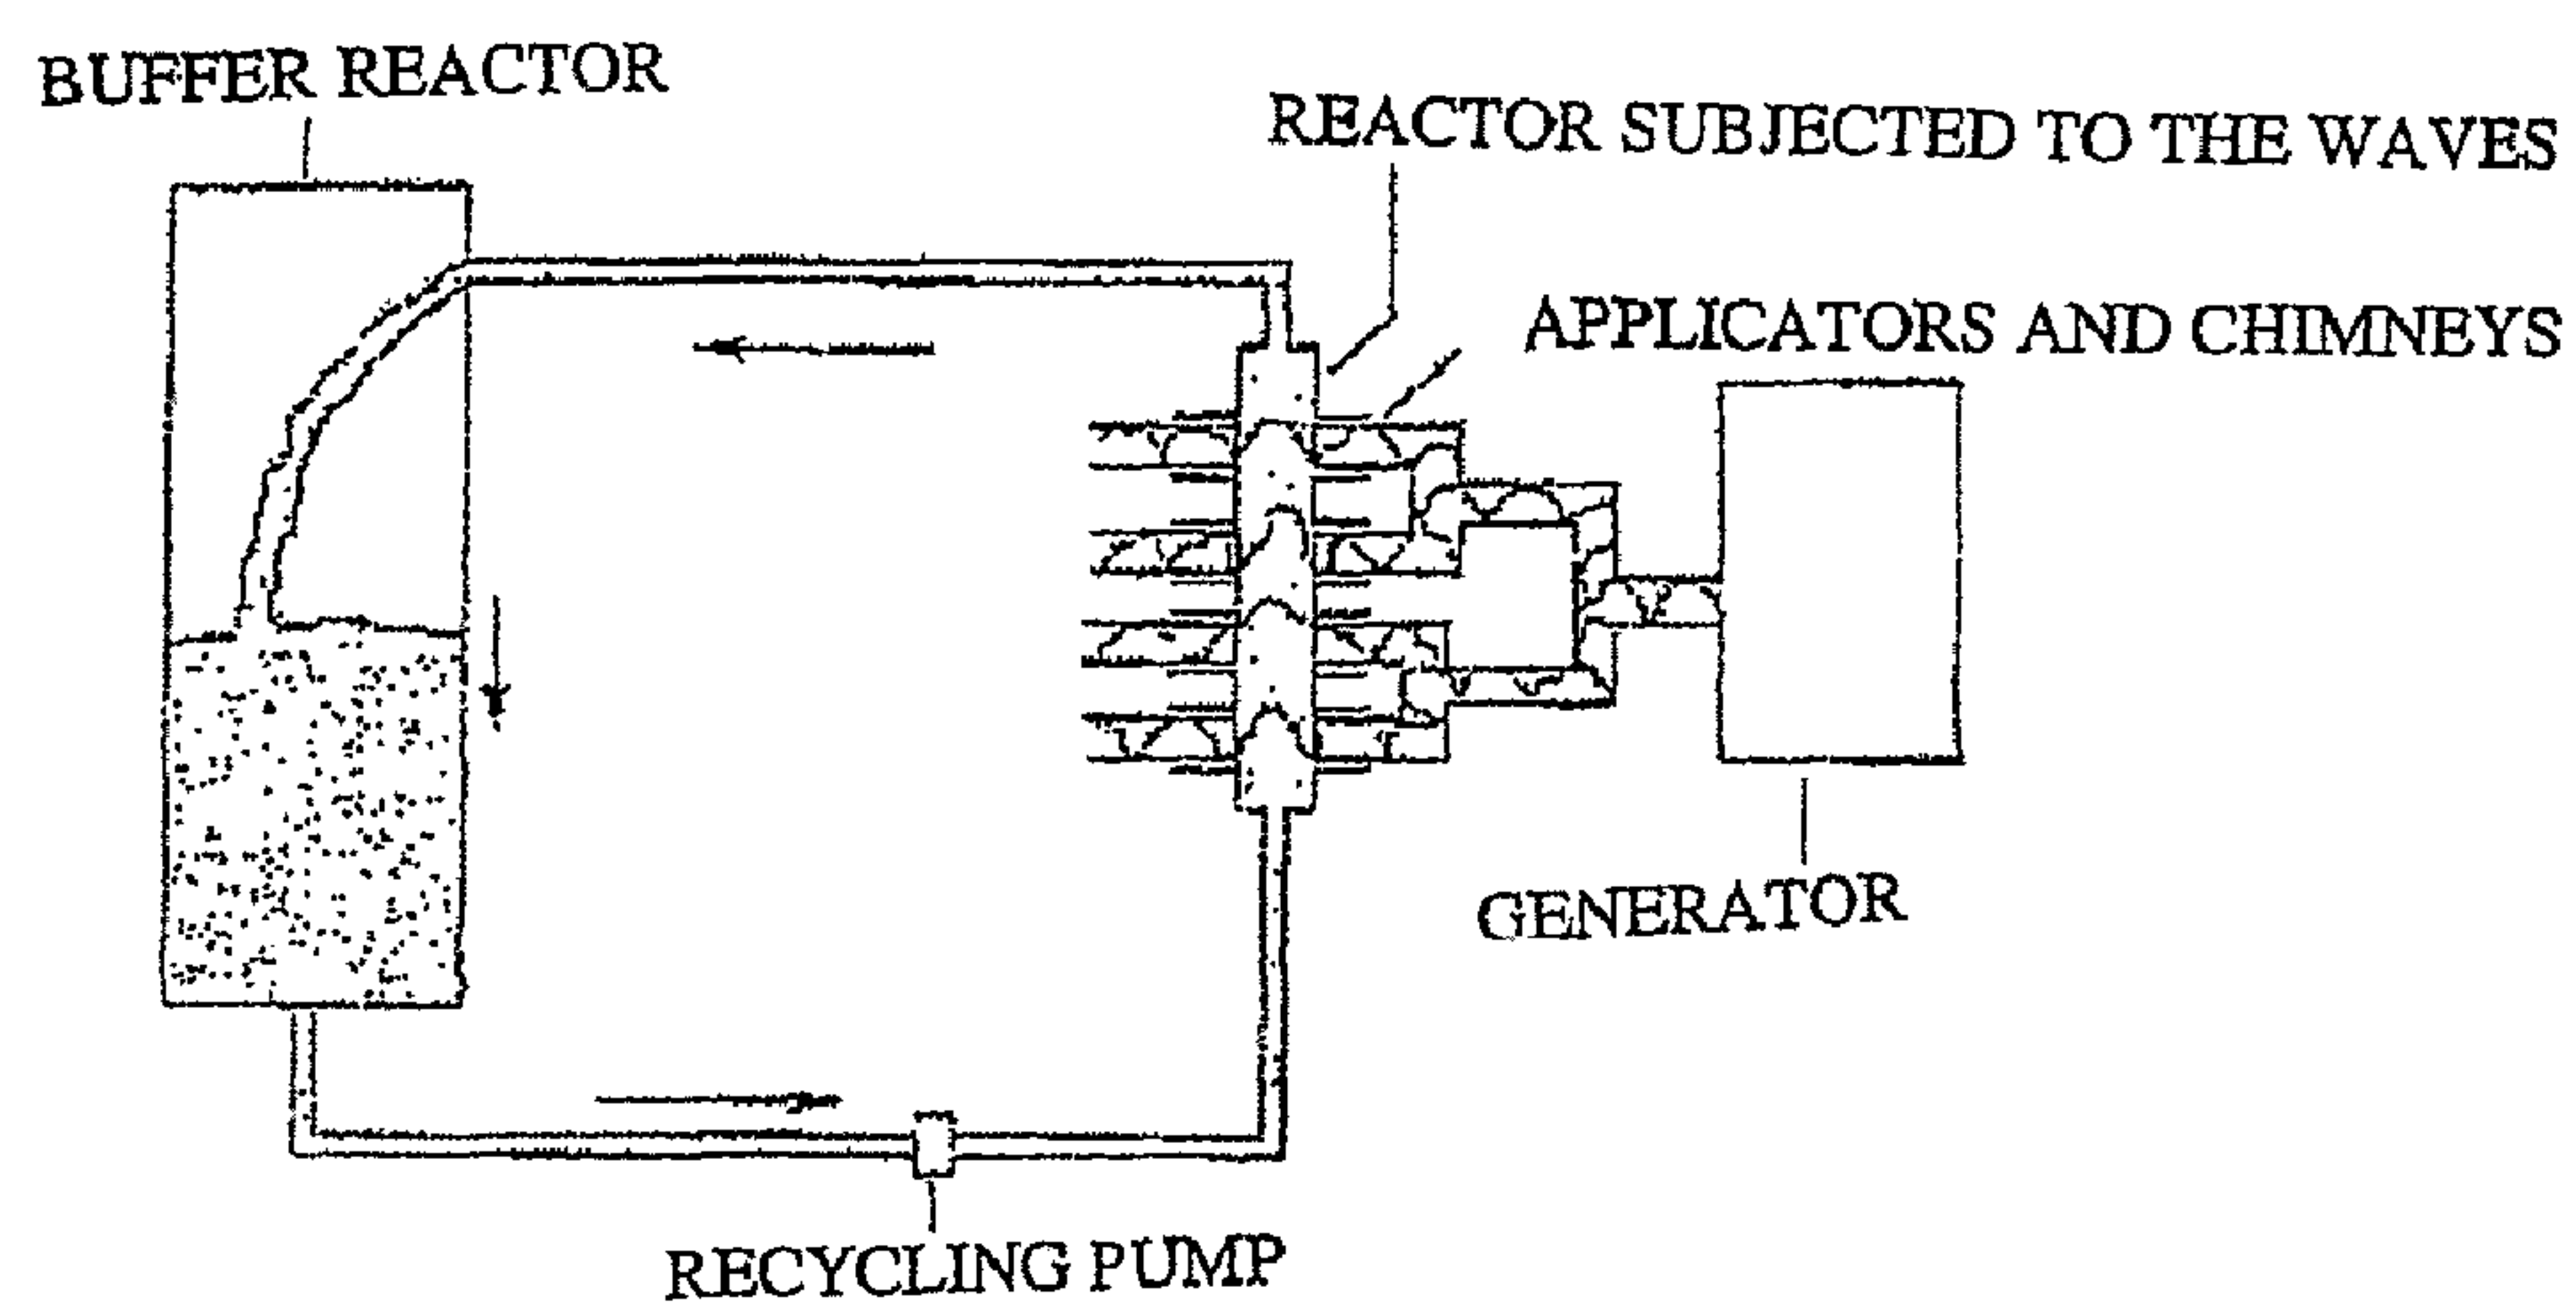 BUFFER REACTOR
REACTOR SUBJECTED TO THE WAVES
APPLICATORS AND CHIMNEYS
GENERATOR
RECYCLING PUMP